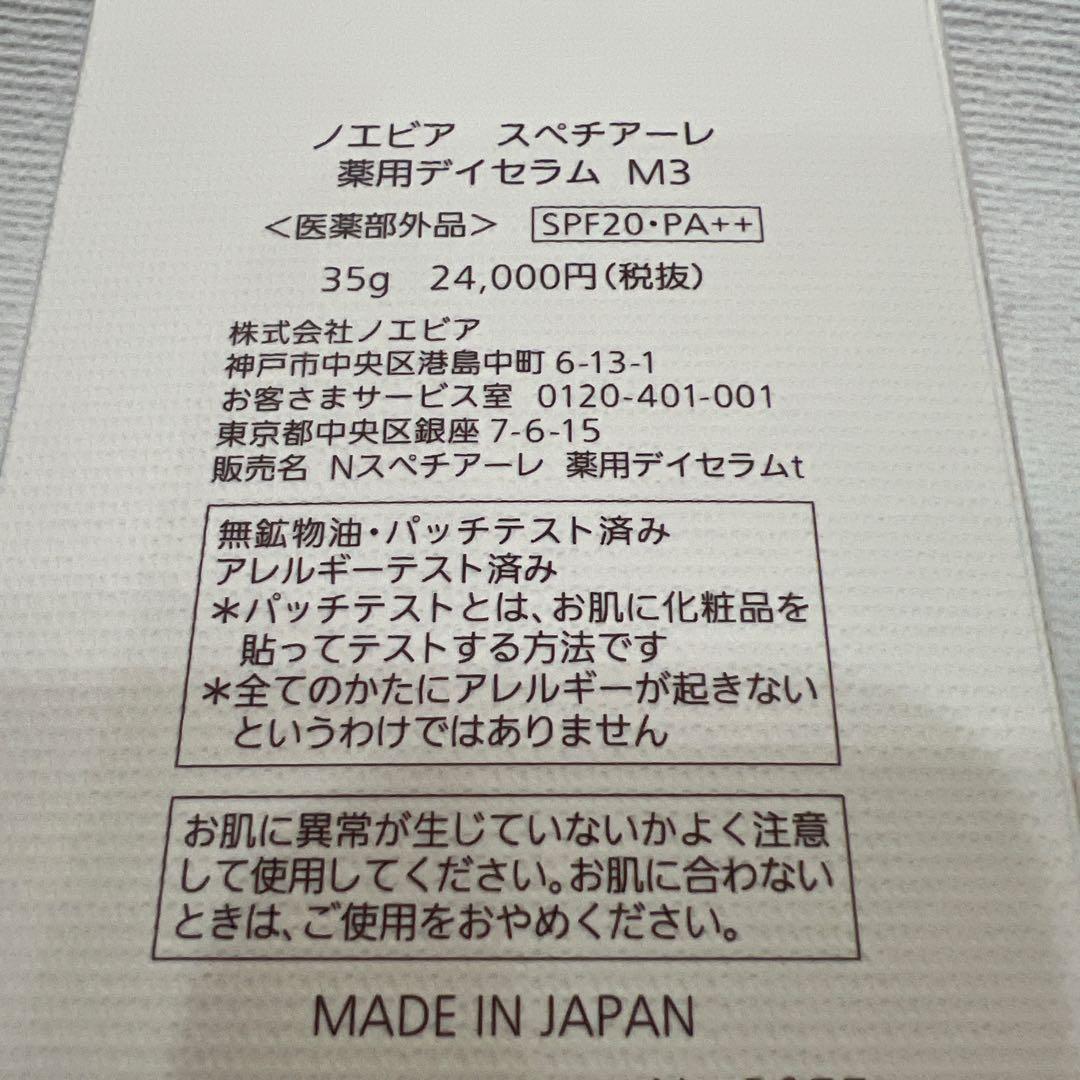 ノエビア　スペチアーレ
薬用デイセラム M3
＜医薬部外品＞ SPF20・PA++
35g 24,000円(税抜)
株式会社ノエビア
神戸市中央区港島中町 6-13-1
お客さまサービス室 0120-401-001
東京都中央区銀座 7-6-15
販売名 Nスペチアーレ 薬用デイセラムt
無鉱物油・パッチテスト済み
アレルギーテスト済み
＊パッチテストとは、お肌に化粧品を
貼ってテストする方法です
＊全てのかたにアレルギーが起きない
というわけではありません
お肌に異常が生じていないかよく注意
して使用してください。お肌に合わない
ときは、ご使用をおやめください。
MADE IN JAPAN